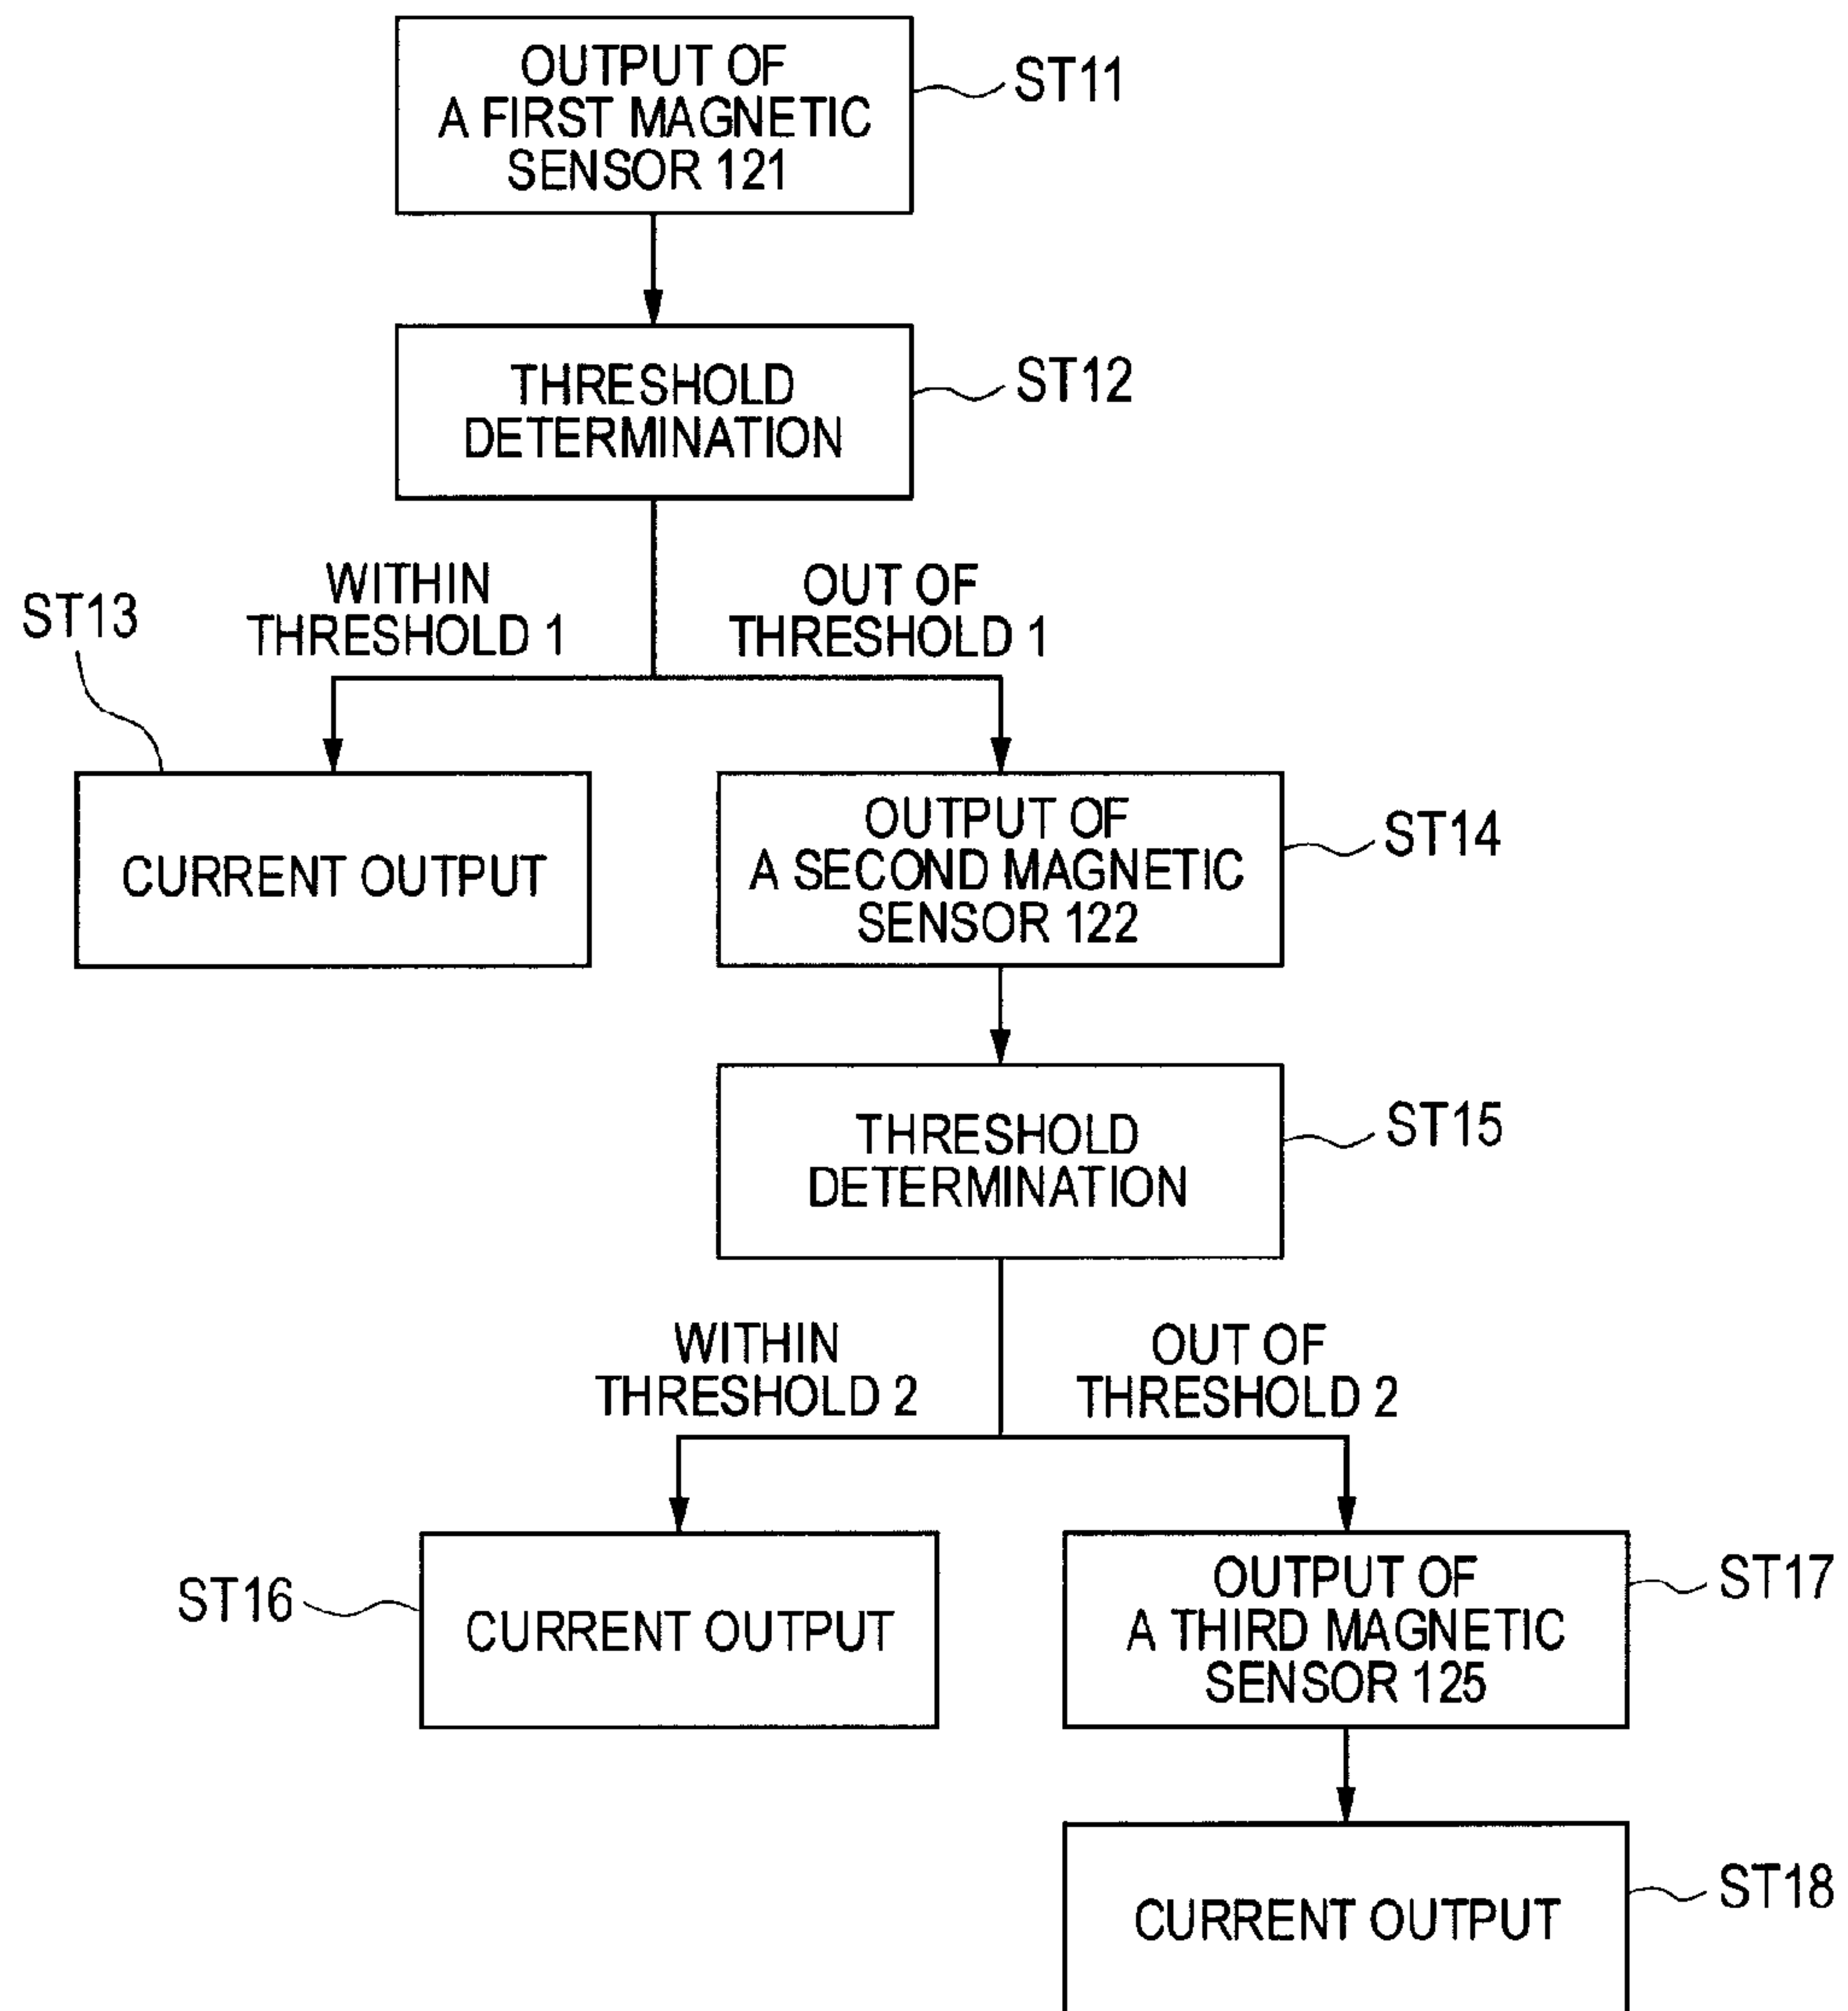 OUTPUT OF
A FIRST MAGNETIC
SENSOR 121
ST11
THRESHOLD
DETERMINATION
ST12
WITHIN
THRESHOLD 1
OUT OF
THRESHOLD 1
ST13
CURRENT OUTPUT
OUTPUT OF
A SECOND MAGNETIC
SENSOR 122
ST14
THRESHOLD
DETERMINATION
ST15
WITHIN
THRESHOLD 2
OUT OF
THRESHOLD 2
ST16
CURRENT OUTPUT
OUTPUT OF
A THIRD MAGNETIC
SENSOR 125
ST17
CURRENT OUTPUT
ST18